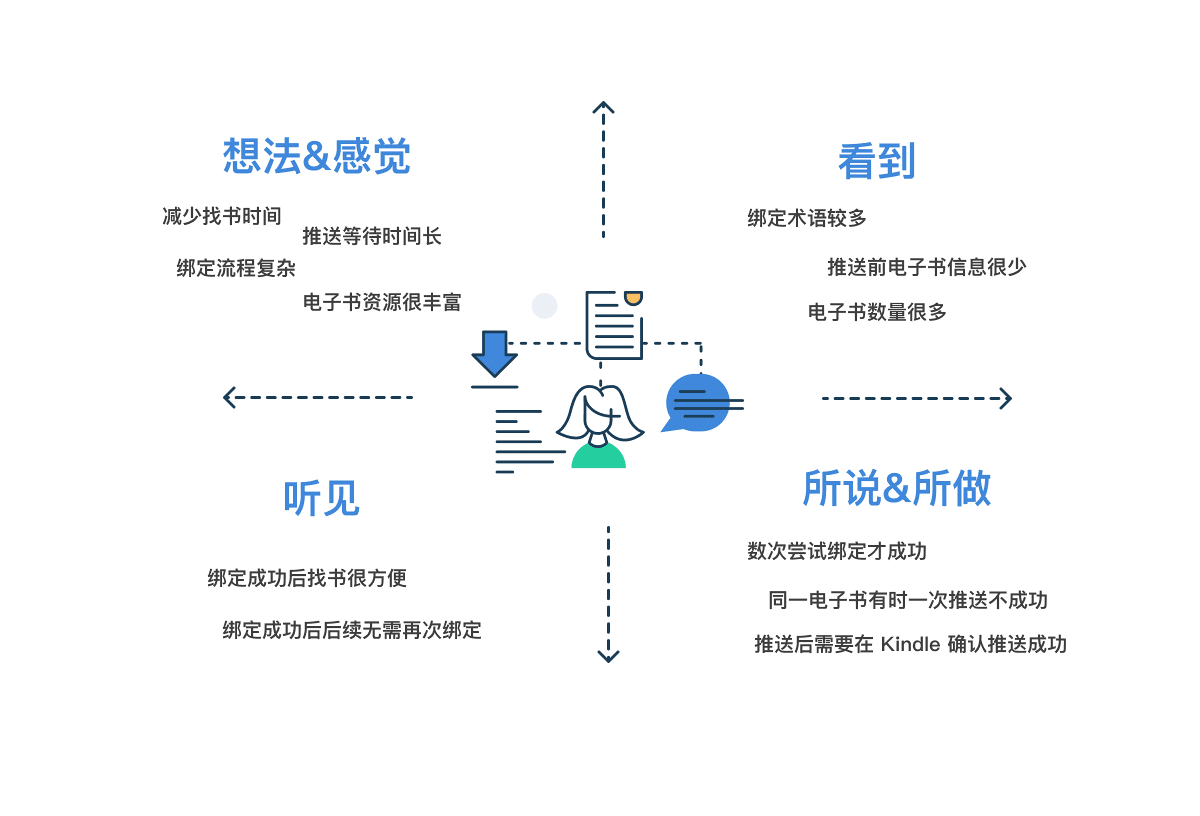 想法&感觉
减少找书时间
推送等待时间长
绑定流程复杂
电子书资源很丰富
看到
绑定术语较多
推送前电子书信息很少
电子书数量很多
听见
绑定成功后找书很方便
绑定成功后后续无需再次绑定
所说&所做
数次尝试绑定才成功
同一电子书有时一次推送不成功
推送后需要在 Kindle 确认推送成功